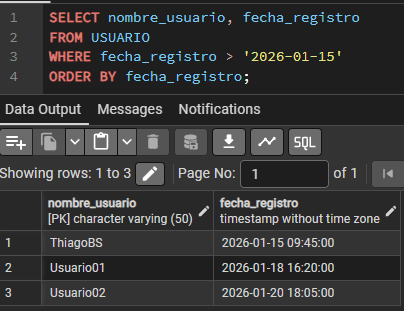 1 SELECT nombre_usuario, fecha_registro
2 FROM USUARIO
3 WHERE fecha_registro > '2026-01-15'
4 ORDER BY fecha_registro;
Data Output Messages Notifications
SQL
Showing rows: 1 to 3 Page No: 1 of 1
nombre_usuario fecha_registro
[PK] character varying (50) timestamp without time zone
1 ThiagoBS 2026-01-15 09:45:00
2 Usuario01 2026-01-18 16:20:00
3 Usuario02 2026-01-20 18:05:00